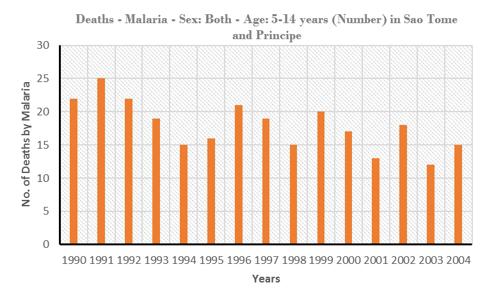 Deaths - Malaria - Sex: Both - Age: 5-14 years (Number) in Sao Tome
and Principe
30
25
20
15
10
5
0
No. of Deaths by Malaria
1990 1991 1992 1993 1994 1995 1996 1997 1998 1999 2000 2001 2002 2003 2004
Years